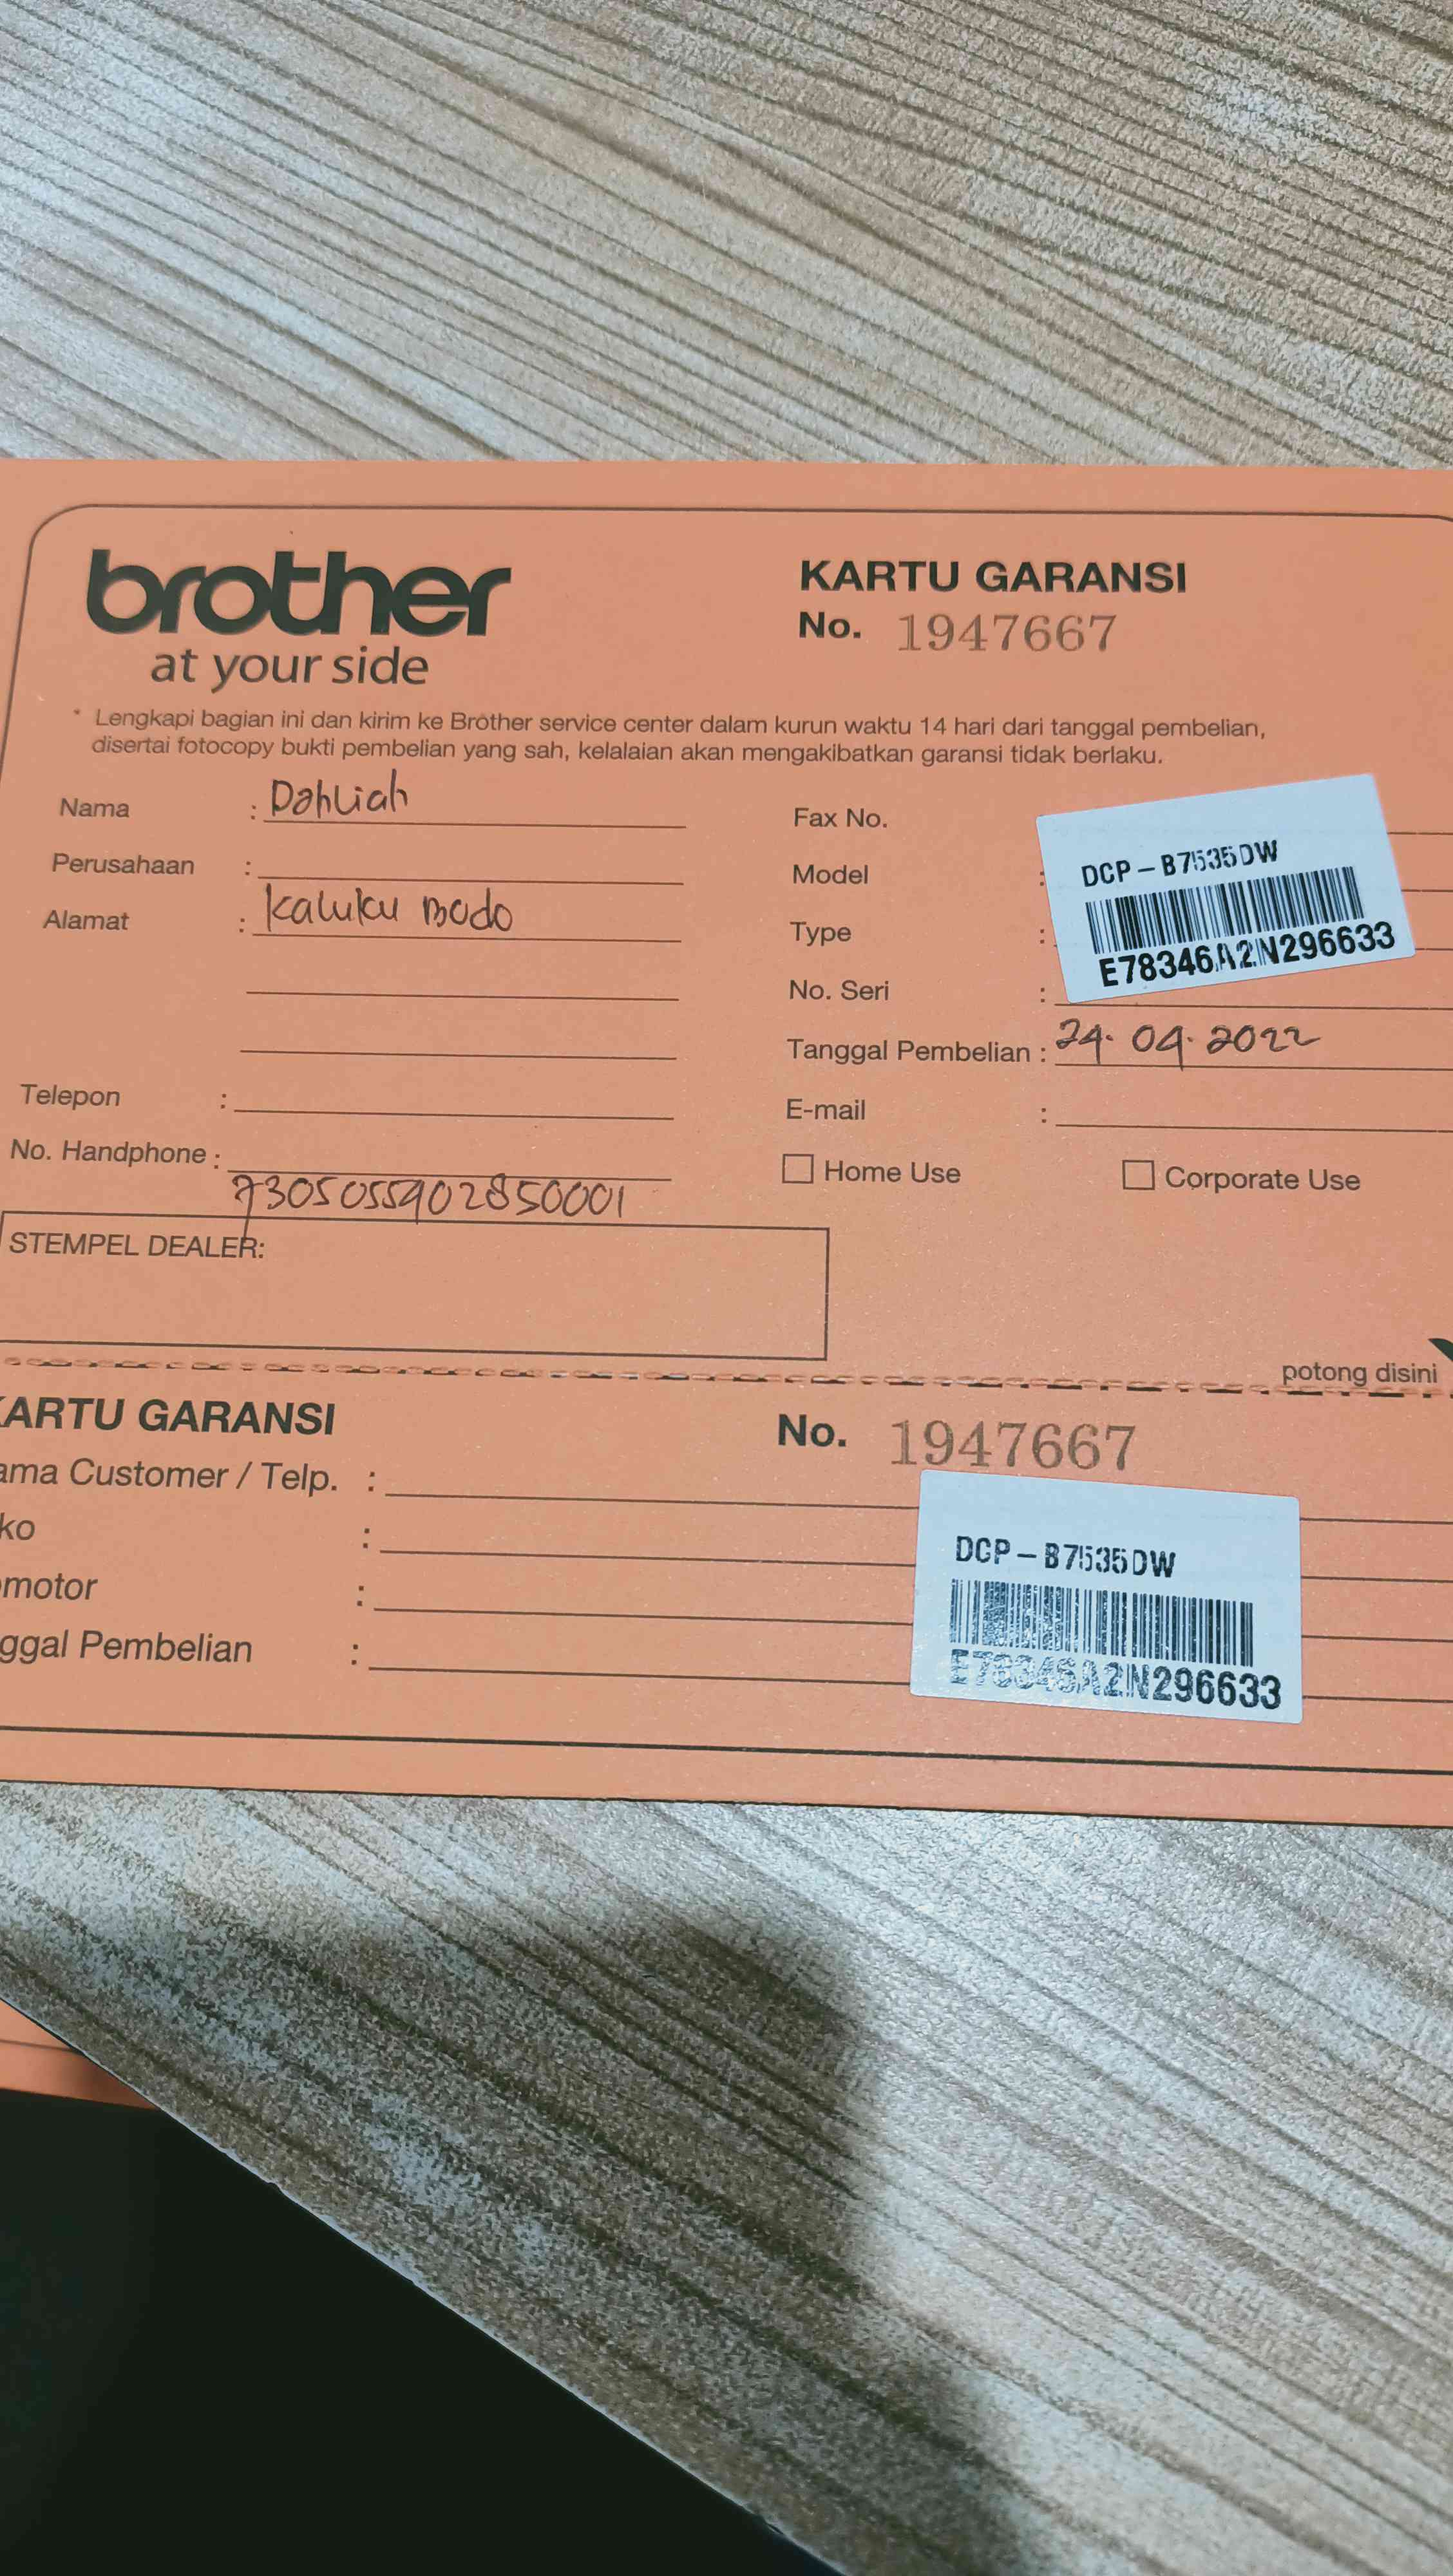 brother
at your side
KARTU GARANSI
No. 1947667
* Lengkapi bagian ini dan kirim ke Brother service center dalam kurun waktu 14 hari dari tanggal pembelian,
disertai fotocopy bukti pembelian yang sah, kelalaian akan mengakibatkan garansi tidak berlaku.
Nama : Dahliah
Perusahaan :
Alamat : Kaluku Bodo
Telepon :
No. Handphone :
7305055902850001
Fax No.
Model :
Type :
No. Seri :
DCP-B7535DW
E78346A2N296633
Tanggal Pembelian : 24.04.2022
E-mail :
Home Use
Corporate Use
STEMPEL DEALER:
potong disini
KARTU GARANSI
No. 1947667
ama Customer / Telp. :
ko :
motor :
ggal Pembelian :
DCP-B7535DW
E78346A2N296633